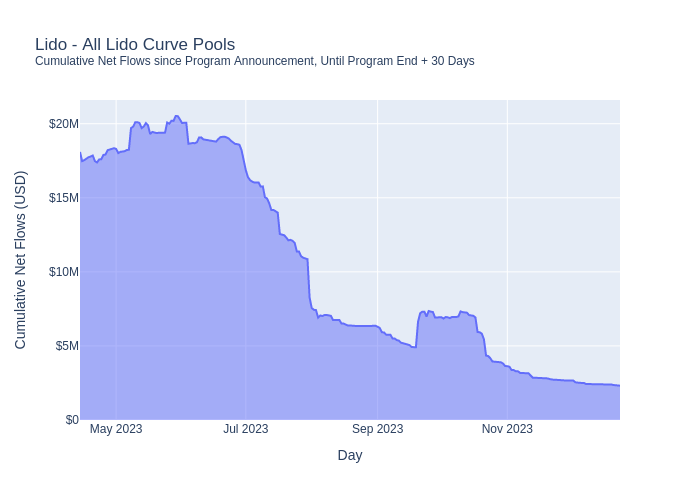 Lido - All Lido Curve Pools
Cumulative Net Flows since Program Announcement, Until Program End + 30 Days
Cumulative Net Flows (USD)
$20M
$15M
$10M
$5M
$0
May 2023
Jul 2023
Sep 2023
Nov 2023
Day